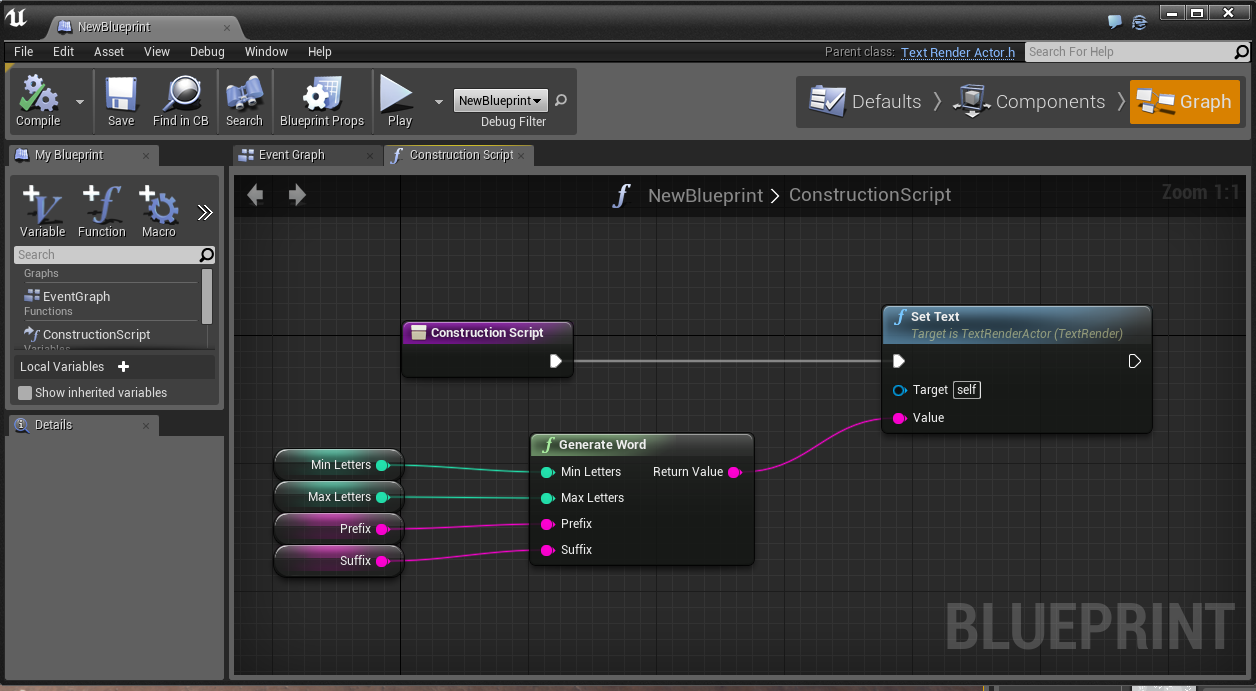 NewBlueprint
File Edit Asset View Debug Window Help
Parent class: Text Render Actor.h Search For Help
Compile Save Find in CB Search Blueprint Props Play
NewBlueprint
Debug Filter
Defaults Components Graph
My Blueprint
Event Graph Construction Script
Variable Function Macro
Search
Graphs
EventGraph
Functions
ConstructionScript
Variables
Local Variables
Show inherited variables
Details
NewBlueprint > ConstructionScript
Zoom 1:1
Construction Script
Set Text
Target is TextRenderActor (TextRender)
Target self
Value
Generate Word
Min Letters Return Value
Max Letters
Prefix
Suffix
Min Letters
Max Letters
Prefix
Suffix
BLUEPRINT